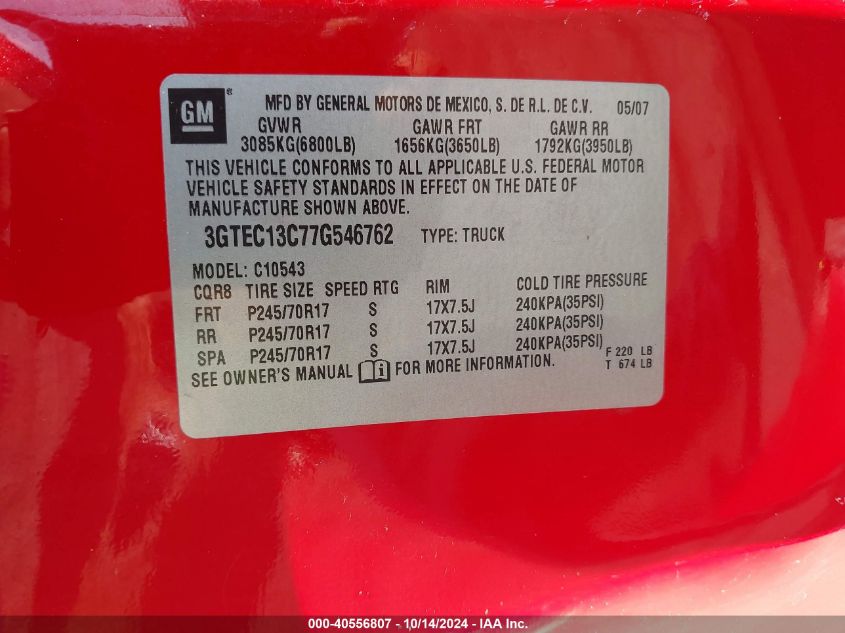 GM ® MFD BY GENERAL MOTORS DE MEXICO, S. DE R.L. DE C.V. 05/07
GVWR GAWR FRT GAWR RR
3085KG(6800LB) 1656KG(3650LB) 1792KG(3950LB)
THIS VEHICLE CONFORMS TO ALL APPLICABLE U.S. FEDERAL MOTOR
VEHICLE SAFETY STANDARDS IN EFFECT ON THE DATE OF
MANUFACTURE SHOWN ABOVE.
3GTEC13C77G546762 TYPE: TRUCK
MODEL: C10543
CQR8 TIRE SIZE SPEED RTG RIM COLD TIRE PRESSURE
FRT P245/70R17 S 17X7.5J 240KPA(35PSI)
RR P245/70R17 S 17X7.5J 240KPA(35PSI)
SPA P245/70R17 S 17X7.5J 240KPA(35PSI)
F 220 LB
T 674 LB
SEE OWNER'S MANUAL i FOR MORE INFORMATION.
000-40556807 - 10/14/2024 - IAA Inc.